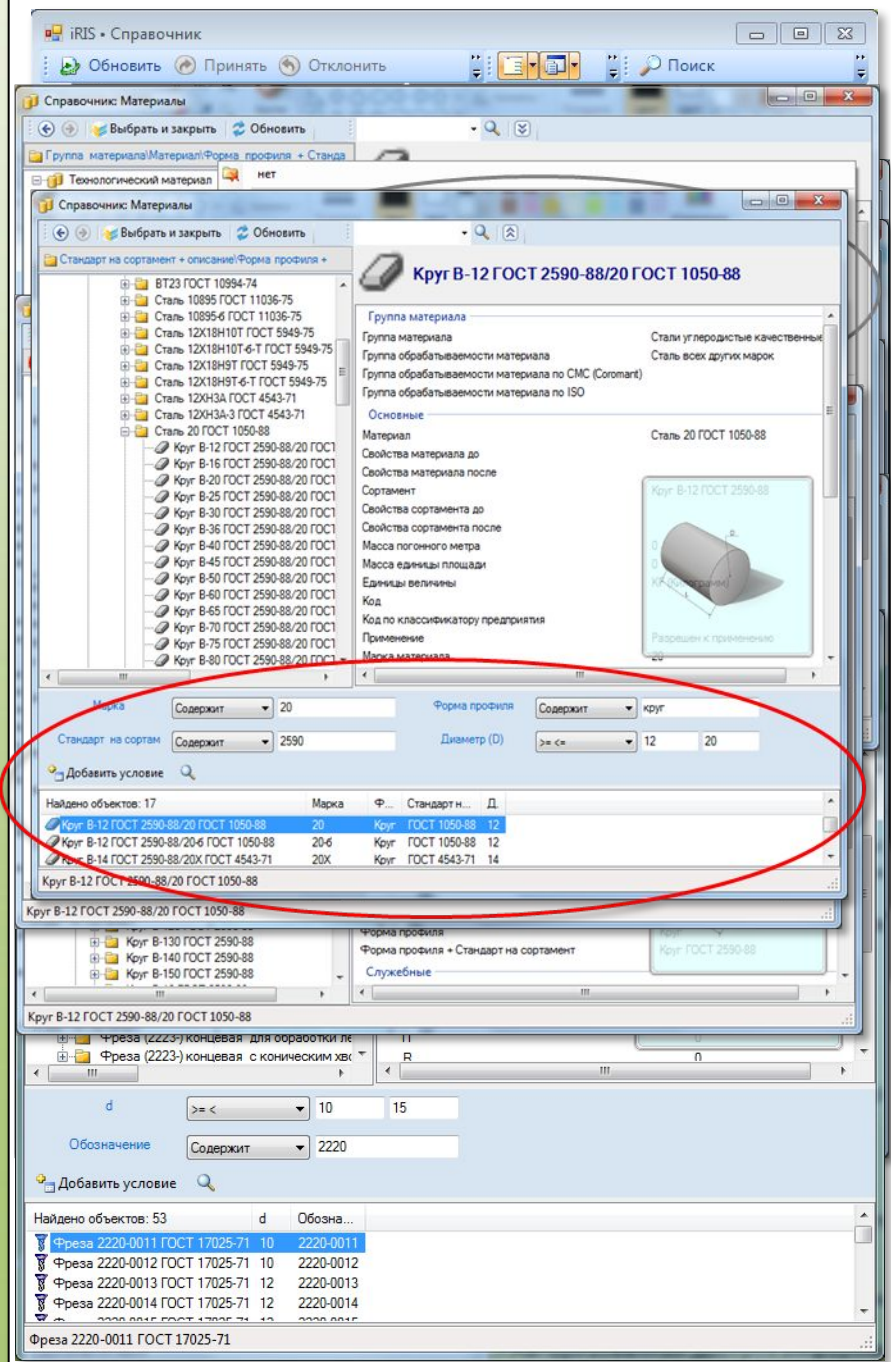 iRIS • Справочник
Обновить Принять Отклонить Поиск
Справочник: Материалы
Выбрать и закрыть Обновить
Группа материала\Материал\Форма профиля + Станда
Технологический материал нет
Справочник: Материалы
Выбрать и закрыть Обновить
Стандарт на сортамент + описание\Форма профиля +
Круг В-12 ГОСТ 2590-88/20 ГОСТ 1050-88
ВТ23 ГОСТ 10994-74
Сталь 10895 ГОСТ 11036-75
Сталь 10895-б ГОСТ 11036-75
Сталь 12Х18Н10Т ГОСТ 5949-75
Сталь 12Х18Н10Т-б-Т ГОСТ 5949-75
Сталь 12Х18Н9Т ГОСТ 5949-75
Сталь 12Х18Н9Т-б-Т ГОСТ 5949-75
Сталь 12ХН3А ГОСТ 4543-71
Сталь 12ХН3А-3 ГОСТ 4543-71
Сталь 20 ГОСТ 1050-88
Круг В-12 ГОСТ 2590-88/20 ГОСТ
Круг В-16 ГОСТ 2590-88/20 ГОСТ
Круг В-20 ГОСТ 2590-88/20 ГОСТ
Круг В-25 ГОСТ 2590-88/20 ГОСТ
Круг В-30 ГОСТ 2590-88/20 ГОСТ
Круг В-36 ГОСТ 2590-88/20 ГОСТ
Круг В-40 ГОСТ 2590-88/20 ГОСТ
Круг В-45 ГОСТ 2590-88/20 ГОСТ
Круг В-50 ГОСТ 2590-88/20 ГОСТ
Круг В-60 ГОСТ 2590-88/20 ГОСТ
Круг В-65 ГОСТ 2590-88/20 ГОСТ
Круг В-70 ГОСТ 2590-88/20 ГОСТ
Круг В-75 ГОСТ 2590-88/20 ГОСТ
Круг В-80 ГОСТ 2590-88/20 ГОСТ
Группа материала
Группа материала Стали углеродистые качественные
Группа обрабатываемости материала Сталь всех других марок
Группа обрабатываемости материала по СМС (Coromant)
Группа обрабатываемости материала по ISO
Основные
Материал Сталь 20 ГОСТ 1050-88
Свойства материала до
Свойства материала после
Сортамент Круг В-12 ГОСТ 2590-88
Свойства сортамента до
Свойства сортамента после
Масса погонного метра 0
Масса единицы площади 0
Единицы величины КГ (Килограмм)
Код
Код по классификатору предприятия
Применение Разрешен к применению
Марка материала 20
Марка Содержит 20 Форма профиля Содержит круг
Стандарт на сортам Содержит 2590 Диаметр (D) >= <= 12 20
Добавить условие
Найдено объектов: 17 Марка Ф... Стандарт н... Д.
Круг В-12 ГОСТ 2590-88/20 ГОСТ 1050-88 20 Круг ГОСТ 1050-88 12
Круг В-12 ГОСТ 2590-88/20-б ГОСТ 1050-88 20-б Круг ГОСТ 1050-88 12
Круг В-14 ГОСТ 2590-88/20Х ГОСТ 4543-71 20Х Круг ГОСТ 4543-71 14
Круг В-12 ГОСТ 2590-88/20 ГОСТ 1050-88
Круг В-12 ГОСТ 2590-88/20 ГОСТ 1050-88
Круг В-130 ГОСТ 2590-88
Круг В-140 ГОСТ 2590-88
Круг В-150 ГОСТ 2590-88
Форма профиля Круг
Форма профиля + Стандарт на сортамент Круг ГОСТ 2590-88
Служебные
Круг В-12 ГОСТ 2590-88/20 ГОСТ 1050-88
Фреза (2223-) концевая для обработки ле
Фреза (2223-) концевая с коническим хвс R 0
d >= < 10 15
Обозначение Содержит 2220
Добавить условие
Найдено объектов: 53 d Обозна...
Фреза 2220-0011 ГОСТ 17025-71 10 2220-0011
Фреза 2220-0012 ГОСТ 17025-71 10 2220-0012
Фреза 2220-0013 ГОСТ 17025-71 12 2220-0013
Фреза 2220-0014 ГОСТ 17025-71 12 2220-0014
Фреза 2220-0011 ГОСТ 17025-71